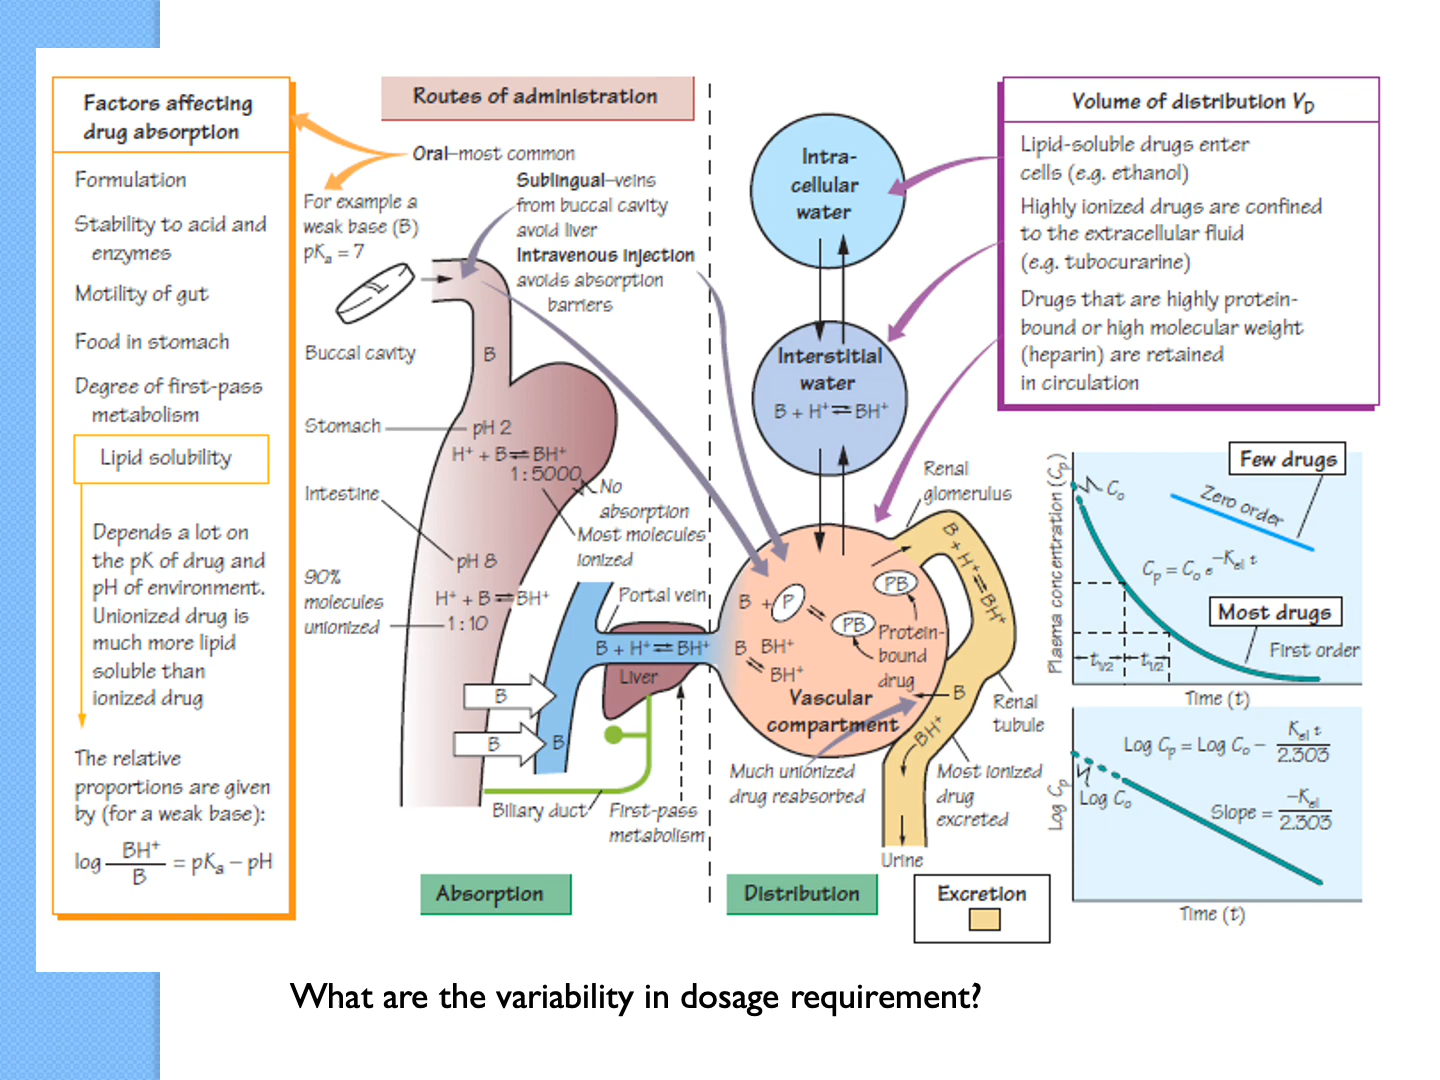 Factors affecting
drug absorption
Formulation
Stability to acid and
enzymes
Motility of gut
Food in stomach
Degree of first-pass
metabolism
Lipid solubility
Depends a lot on
the pK of drug and
pH of environment.
Unionized drug is
much more lipid
soluble than
ionized drug
The relative
proportions are given
by (for a weak base):
log BH⁺/B = pKₐ – pH
Routes of administration
Oral–most common
For example a
weak base (B)
pKₐ = 7
Sublingual–veins
from buccal cavity
avoid liver
Intravenous injection
avoids absorption
barriers
Buccal cavity
B
Stomach
pH 2
H⁺ + B ⇌ BH⁺
1 : 5000
No
absorption
Most molecules
ionized
Intestine
pH 8
90%
molecules
unionized
H⁺ + B ⇌ BH⁺
1 : 10
Portal vein
B + H⁺ ⇌ BH⁺
Liver
B
B
B
Biliary duct
First-pass
metabolism
Absorption
Intra-
cellular
water
Interstitial
water
B + H⁺ ⇌ BH⁺
Renal
glomerulus
B + H⁺ ⇌ BH⁺
PB
B + P ⇌ PB
Protein-
bound
drug
B BH⁺
⇌ BH⁺
Vascular
compartment
B
BH⁺
Renal
tubule
Much unionized
drug reabsorbed
Most ionized
drug
excreted
Urine
Distribution
Excretion
Volume of distribution V_D
Lipid-soluble drugs enter
cells (e.g. ethanol)
Highly ionized drugs are confined
to the extracellular fluid
(e.g. tubocurarine)
Drugs that are highly protein-
bound or high molecular weight
(heparin) are retained
in circulation
Plaema concentration (Cₚ)
C₀
Few drugs
Zero order
Cₚ = C₀ e^–K_el t
Most drugs
First order
t½ t½
Time (t)
Log Cₚ
Log Cₚ = Log C₀ – K_el t/2.303
Log C₀
Slope = –K_el/2.303
Time (t)
What are the variability in dosage requirement?